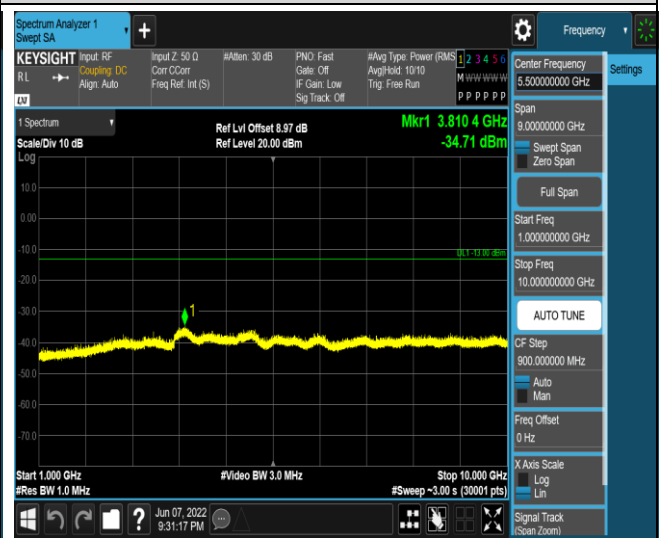 Spectrum Analyzer 1
Swept SA
Frequency
KEYSIGHT
RL
LXI
Input: RF
Coupling: DC
Align: Auto
Input Z: 50 Ω
Corr CCorr
Freq Ref: Int (S)
#Atten: 30 dB
PNO: Fast
Gate: Off
IF Gain: Low
Sig Track: Off
#Avg Type: Power (RMS
Avg|Hold: 10/10
Trig: Free Run
1 2 3 4 5 6
M W W W W W
P P P P P P
Center Frequency
5.500000000 GHz
Settings
Span
9.00000000 GHz
Swept Span
Zero Span
Full Span
Start Freq
1.000000000 GHz
Stop Freq
10.000000000 GHz
AUTO TUNE
CF Step
900.000000 MHz
Auto
Man
Freq Offset
0 Hz
X Axis Scale
Log
Lin
Signal Track
(Span Zoom)
1 Spectrum
Scale/Div 10 dB
Log
Ref Lvl Offset 8.97 dB
Ref Level 20.00 dBm
Mkr1 3.810 4 GHz
-34.71 dBm
10.0
0.00
-10.0
DL1 -13.00 dBm
-20.0
-30.0
1
-40.0
-50.0
-60.0
-70.0
Start 1.000 GHz
#Res BW 1.0 MHz
#Video BW 3.0 MHz
Stop 10.000 GHz
#Sweep ~3.00 s (30001 pts)
?
Jun 07, 2022
9:31:17 PM